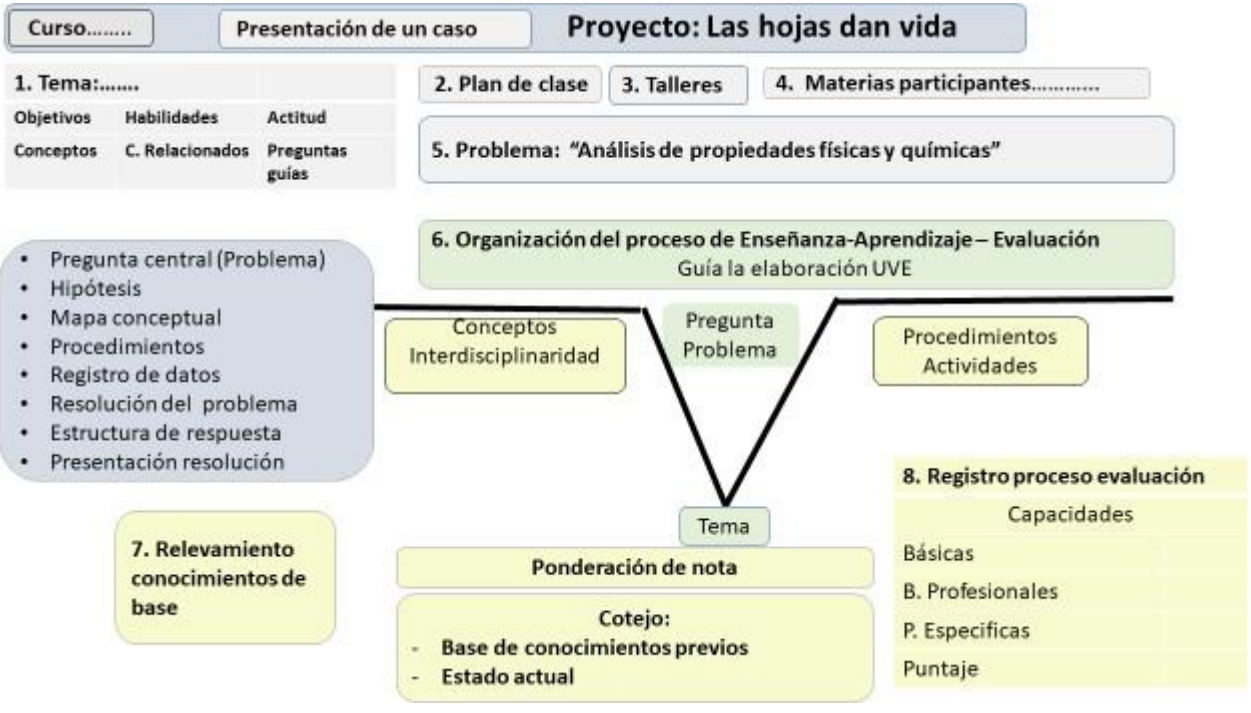 Curso........
Presentación de un caso
Proyecto: Las hojas dan vida
1. Tema:.......
Objetivos Habilidades Actitud
Conceptos C. Relacionados Preguntas
guías
2. Plan de clase
3. Talleres
4. Materias participantes............
5. Problema: “Análisis de propiedades físicas y químicas”
6. Organización del proceso de Enseñanza-Aprendizaje – Evaluación
Guía la elaboración UVE
• Pregunta central (Problema)
• Hipótesis
• Mapa conceptual
• Procedimientos
• Registro de datos
• Resolución del problema
• Estructura de respuesta
• Presentación resolución
Conceptos
Interdisciplinaridad
Pregunta
Problema
Procedimientos
Actividades
Tema
7. Relevamiento
conocimientos de
base
Ponderación de nota
Cotejo:
- Base de conocimientos previos
- Estado actual
8. Registro proceso evaluación
Capacidades
Básicas
B. Profesionales
P. Especificas
Puntaje